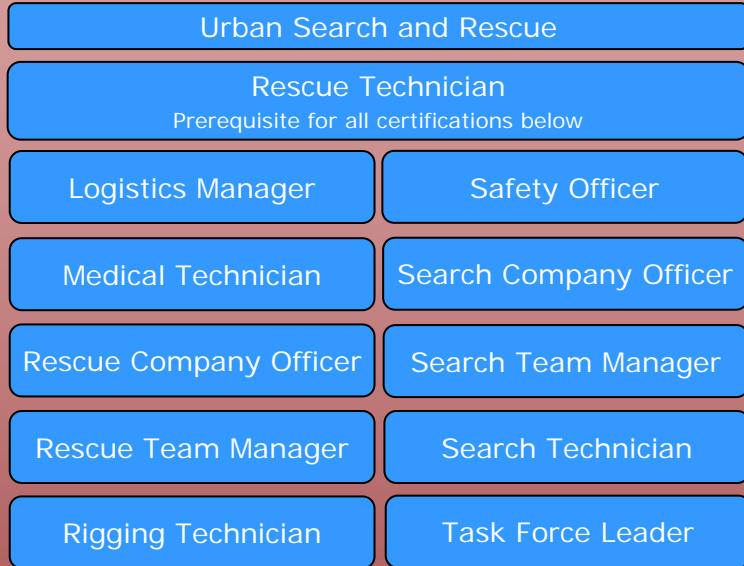 Urban Search and Rescue
Rescue Technician
Prerequisite for all certifications below
Logistics Manager
Safety Officer
Medical Technician
Search Company Officer
Rescue Company Officer
Search Team Manager
Rescue Team Manager
Search Technician
Rigging Technician
Task Force Leader